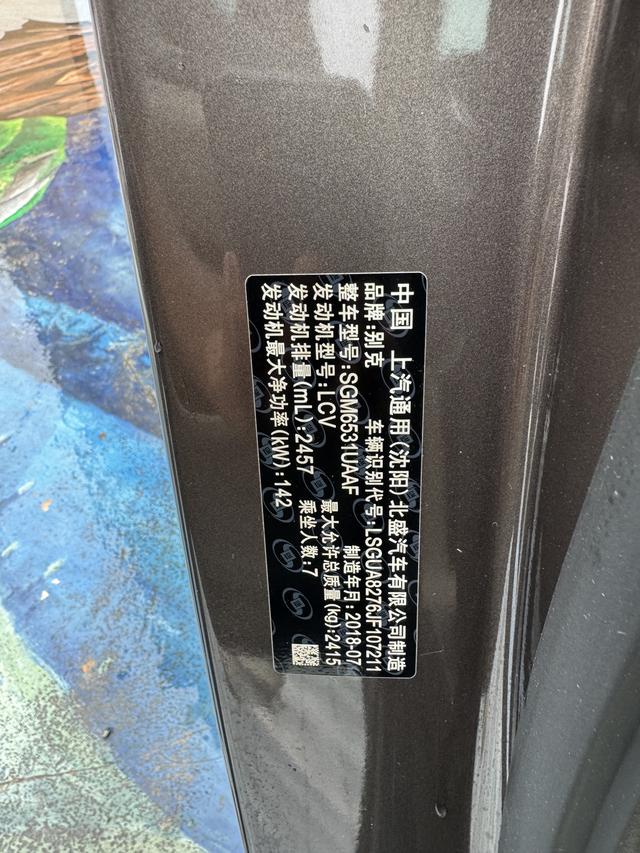 中国 上汽通用(沈阳)北盛汽车有限公司制造
品牌:别克 车辆识别代号:LSGUA8276JF107211
整车型号:SGM6531UAAF 制造年月:2018-07
发动机型号:LCV 最大允许总质量(kg):2415
发动机排量(mL):2457 乘坐人数:7
发动机最大净功率(kW):142